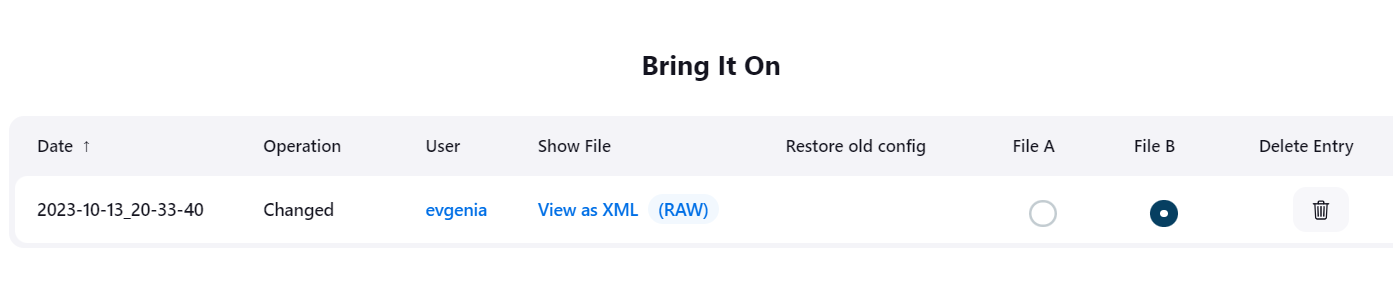 Bring It On
Date ↑ Operation User Show File Restore old config File A File B Delete Entry
2023-10-13_20-33-40 Changed evgenia View as XML (RAW)